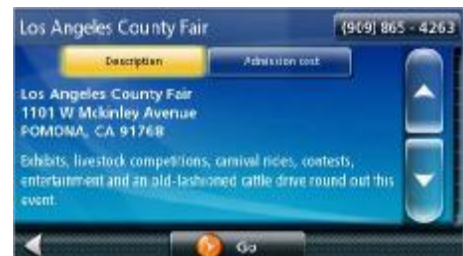 Los Angeles County Fair
(909) 865 - 4263
Description
Admission cost
Los Angeles County Fair
1101 W Mckinley Avenue
POMONA, CA 91768
Exhibits, livestock competitions, carnival rides, contests,
entertainment and an old-fashioned cattle drive round out this
event.
Go